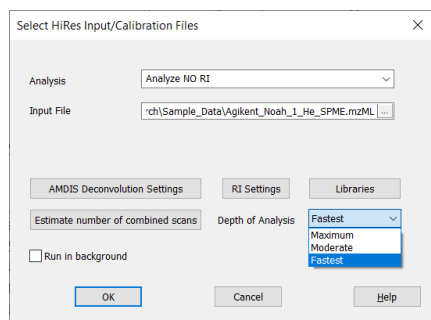 Select HiRes Input/Calibration Files
Analysis
Analyze NO RI
Input File
rch\Sample_Data\Agikent_Noah_1_He_SPME.mzML ...
AMDIS Deconvolution Settings
RI Settings
Libraries
Estimate number of combined scans
Depth of Analysis
Fastest
Maximum
Moderate
Fastest
Run in background
OK
Cancel
Help